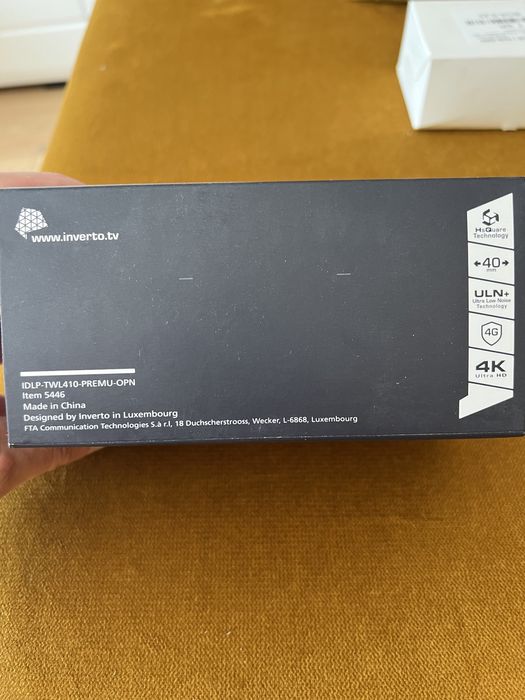 www.inverto.tv
HsQuare
Technology
40
mm
ULN+
Ultra Low Noise
Technology
4G
4K
Ultra HD
IDLP-TWL410-PREMU-OPN
Item 5446
Made in China
Designed by Inverto in Luxembourg
FTA Communication Technologies S.à r.l, 18 Duchscherstrooss, Wecker, L-6868, Luxembourg